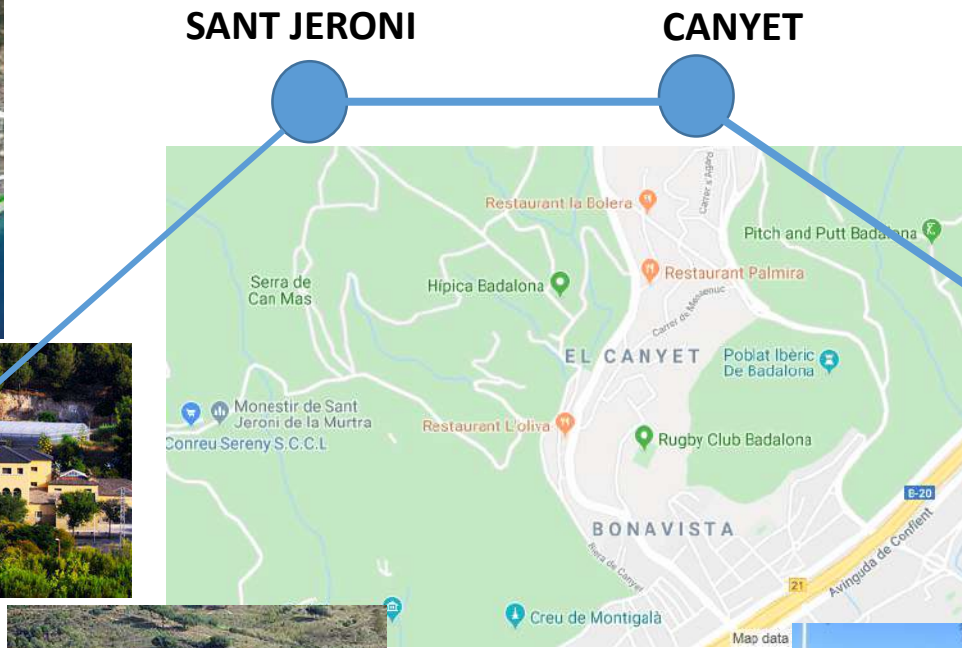 SANT JERONI
CANYET
Restaurant la Bolera
Carrer s'Agaró
Pitch and Putt Badalona
Serra de
Can Mas
Hípica Badalona
Restaurant Palmira
Carrer de
EL CANYET
Poblat Ibèric
De Badalona
Monestir de Sant
Jeroni de la Murtra
Conreu Sereny S.C.C.L
Restaurant L'oliva
Rugby Club Badalona
B-20
BONAVISTA
Avinguda de Conflent
Riera de Canyet
21
Creu de Montigalà
Map data